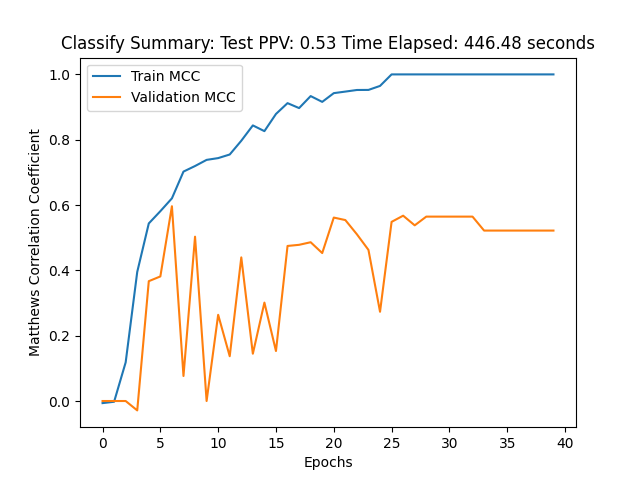 Classify Summary: Test PPV: 0.53 Time Elapsed: 446.48 seconds
Train MCC
Validation MCC
Matthews Correlation Coefficient
1.0
0.8
0.6
0.4
0.2
0.0
0 5 10 15 20 25 30 35 40
Epochs